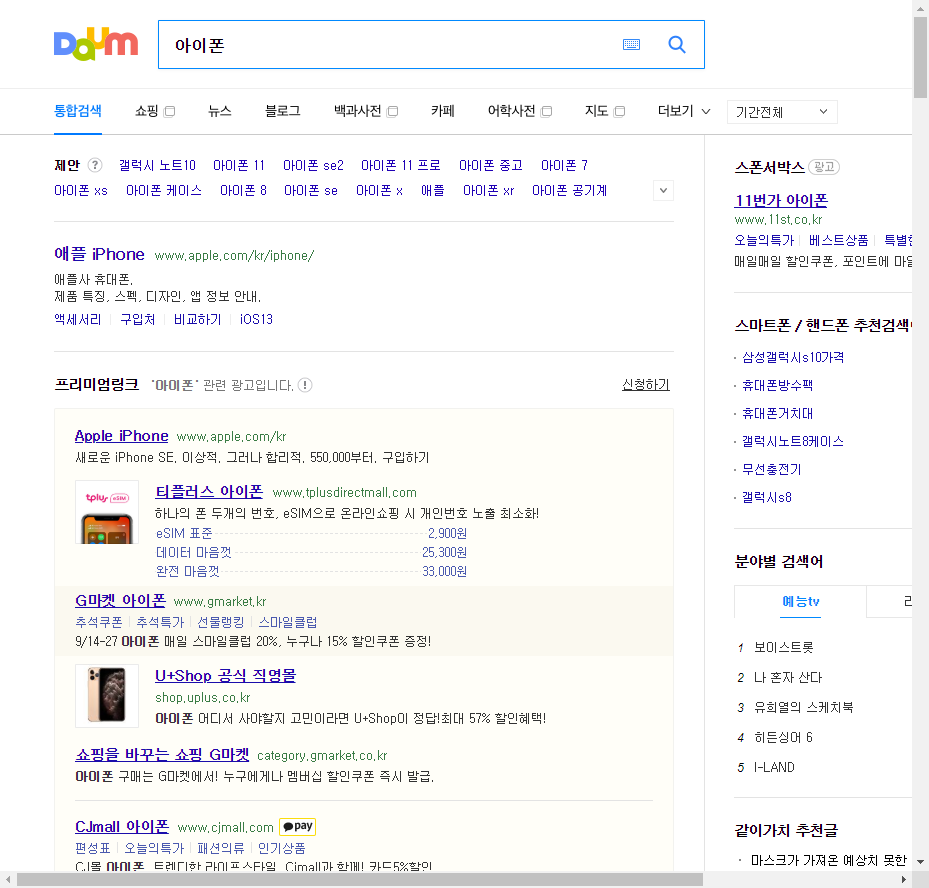 Daum
아이폰
통합검색 쇼핑 뉴스 블로그 백과사전 카페 어학사전 지도 더보기 기간전체
제안 ? 갤럭시 노트10 아이폰 11 아이폰 se2 아이폰 11 프로 아이폰 중고 아이폰 7
아이폰 xs 아이폰 케이스 아이폰 8 아이폰 se 아이폰 x 애플 아이폰 xr 아이폰 공기계
애플 iPhone www.apple.com/kr/iphone/
애플사 휴대폰.
제품 특징, 스펙, 디자인, 앱 정보 안내.
액세서리 구입처 비교하기 iOS13
프리미엄링크 '아이폰' 관련 광고입니다. ! 신청하기
Apple iPhone www.apple.com/kr
새로운 iPhone SE. 이상적. 그러나 합리적. 550,000부터. 구입하기
tplus eSIM
티플러스 아이폰 www.tplusdirectmall.com
하나의 폰 두개의 번호, eSIM으로 온라인쇼핑 시 개인번호 노출 최소화!
eSIM 표준 2,900원
데이터 마음껏 25,300원
완전 마음껏 33,000원
G마켓 아이폰 www.gmarket.kr
추석쿠폰 추석특가 선물랭킹 스마일클럽
9/14-27 아이폰 매일 스마일클럽 20%, 누구나 15% 할인쿠폰 증정!
U+Shop 공식 직영몰
shop.uplus.co.kr
아이폰 어디서 사야할지 고민이라면 U+Shop이 정답!최대 57% 할인혜택!
쇼핑을 바꾸는 쇼핑 G마켓 category.gmarket.co.kr
아이폰 구매는 G마켓에서! 누구에게나 멤버십 할인쿠폰 즉시 발급.
CJmall 아이폰 www.cjmall.com pay
편성표 오늘의특가 패션의류 인기상품
CJ몰 아이폰, 트렌디한 라이프스타일, Cjmall과 함께! 카드5%할인
스폰서박스 광고
11번가 아이폰
www.11st.co.kr
오늘의특가 베스트상품 특별한
매일매일 할인쿠폰, 포인트에 마일
스마트폰 / 핸드폰 추천검색어
· 삼성갤럭시s10가격
· 휴대폰방수팩
· 휴대폰거치대
· 갤럭시노트8케이스
· 무선충전기
· 갤럭시s8
분야별 검색어
예능tv
1 보이스트롯
2 나 혼자 산다
3 유희열의 스케치북
4 히든싱어 6
5 I-LAND
같이가치 추천글
· 마스크가 가져온 예상치 못한